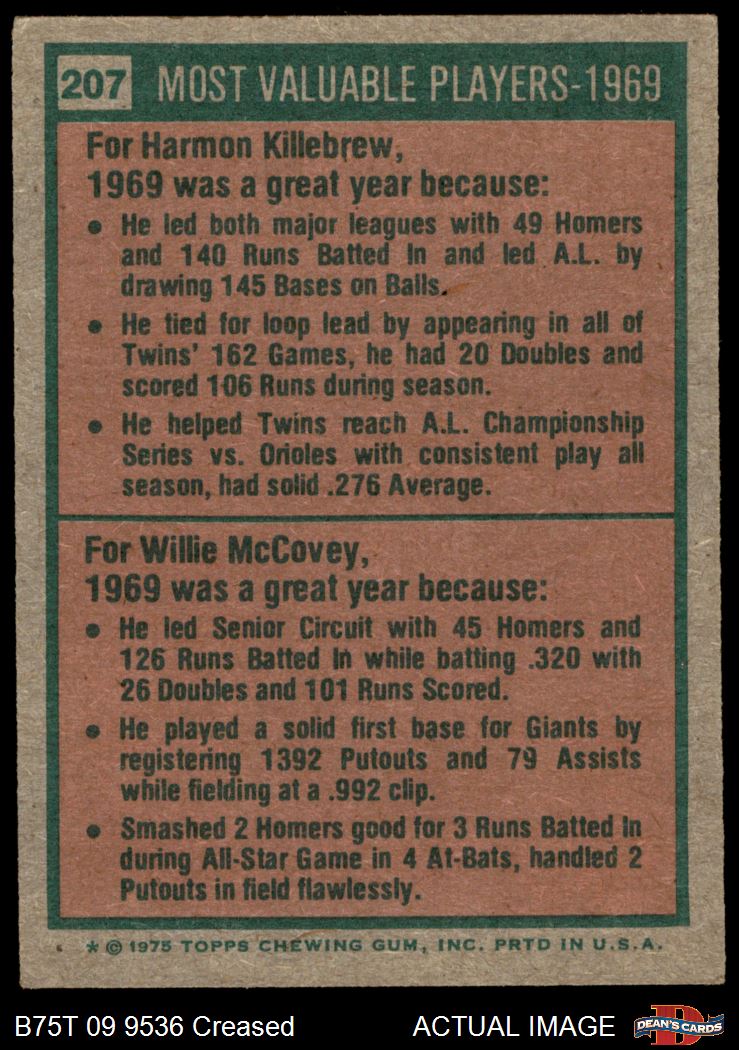 207 MOST VALUABLE PLAYERS-1969
For Harmon Killebrew,
1969 was a great year because:
• He led both major leagues with 49 Homers
and 140 Runs Batted In and led A.L. by
drawing 145 Bases on Balls.
• He tied for loop lead by appearing in all of
Twins' 162 Games, he had 20 Doubles and
scored 106 Runs during season.
• He helped Twins reach A.L. Championship
Series vs. Orioles with consistent play all
season, had solid .276 Average.
For Willie McCovey,
1969 was a great year because:
• He led Senior Circuit with 45 Homers and
126 Runs Batted In while batting .320 with
26 Doubles and 101 Runs Scored.
• He played a solid first base for Giants by
registering 1392 Putouts and 79 Assists
while fielding at a .992 clip.
• Smashed 2 Homers good for 3 Runs Batted In
during All-Star Game in 4 At-Bats, handled 2
Putouts in field flawlessly.
* © 1975 TOPPS CHEWING GUM, INC. PRTD IN U.S.A.
B75T 09 9536 Creased ACTUAL IMAGE D DEAN'S CARDS